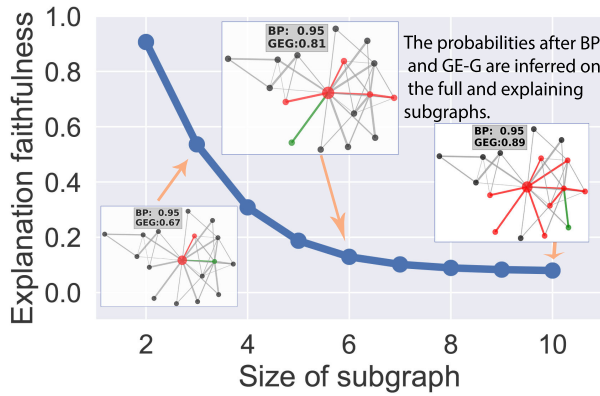 Explanation faithfulness
1.0
0.8
0.6
0.4
0.2
0.0
BP: 0.95
GEG:0.81
The probabilities after BP
and GE-G are inferred on
the full and explaining
subgraphs.
BP: 0.95
GEG:0.89
BP: 0.95
GEG:0.67
2
4
6
8
10
Size of subgraph